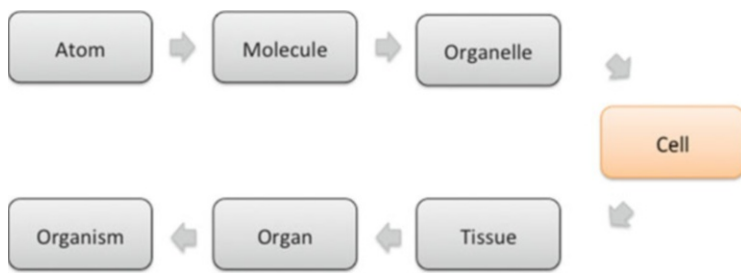 Atom
Molecule
Organelle
Cell
Tissue
Organ
Organism